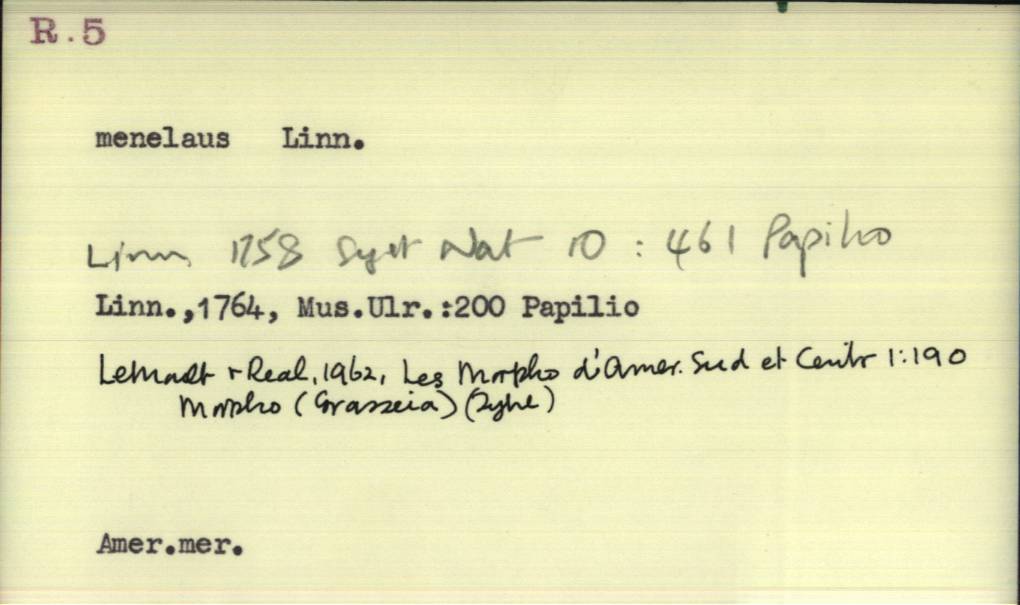 R.5
menelaus Linn.
Linn, 1758 Syst Nat 10 : 461 Papilio
Linn.,1764, Mus.Ulr.:200 Papilio
LeMoult + Real, 1962, Les Morpho d'Amer. Sud et Centr 1:190
Morpho (Grasseia) (Type)
Amer.mer.